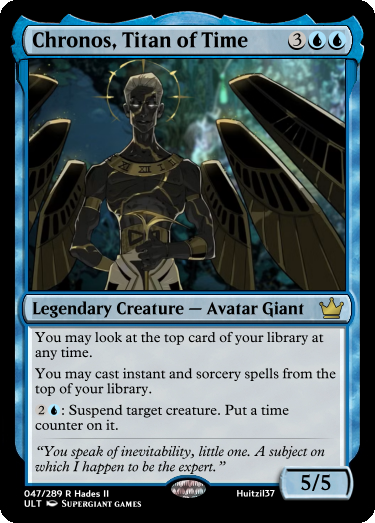 Chronos, Titan of Time 3
Legendary Creature — Avatar Giant
You may look at the top card of your library at
any time.
You may cast instant and sorcery spells from the
top of your library.
2 : Suspend target creature. Put a time
counter on it.
“You speak of inevitability, little one. A subject on
which I happen to be the expert.”
5/5
047/289 R Hades II
Huitzil37
ULT SUPERGIANT GAMES